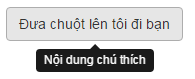 Đưa chuột lên tôi đi bạn
Nội dung chú thích